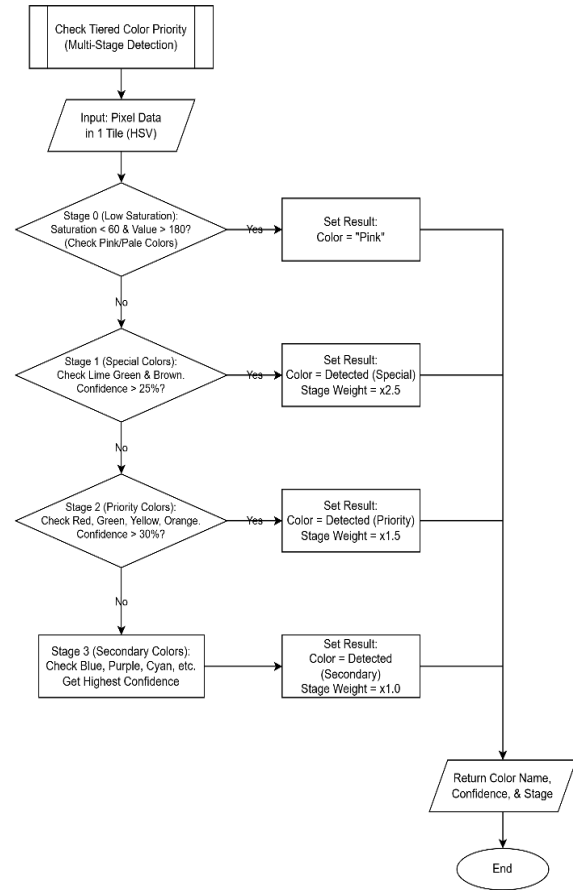 Check Tiered Color Priority
(Multi-Stage Detection)
Input: Pixel Data
in 1 Tile (HSV)
Stage 0 (Low Saturation):
Saturation < 60 & Value > 180?
(Check Pink/Pale Colors)
Yes
Set Result:
Color = "Pink"
No
Stage 1 (Special Colors):
Check Lime Green & Brown.
Confidence > 25%?
Yes
Set Result:
Color = Detected (Special)
Stage Weight = x2.5
No
Stage 2 (Priority Colors):
Check Red, Green, Yellow, Orange.
Confidence > 30%?
Yes
Set Result:
Color = Detected (Priority)
Stage Weight = x1.5
No
Stage 3 (Secondary Colors):
Check Blue, Purple, Cyan, etc.
Get Highest Confidence
Set Result:
Color = Detected
(Secondary)
Stage Weight = x1.0
Return Color Name,
Confidence, & Stage
End